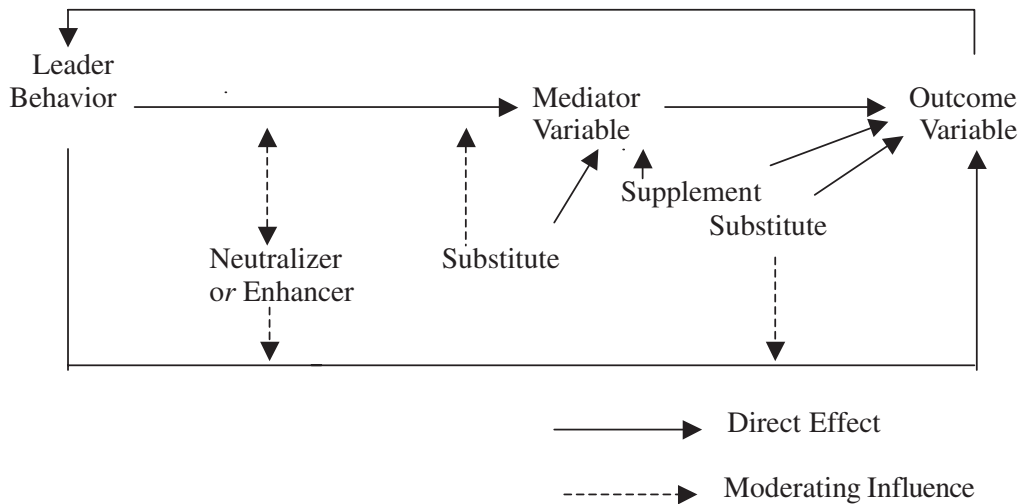 Leader
Behavior
Mediator
Variable
Outcome
Variable
Supplement
Substitute
Neutralizer
or Enhancer
Substitute
Direct Effect
Moderating Influence